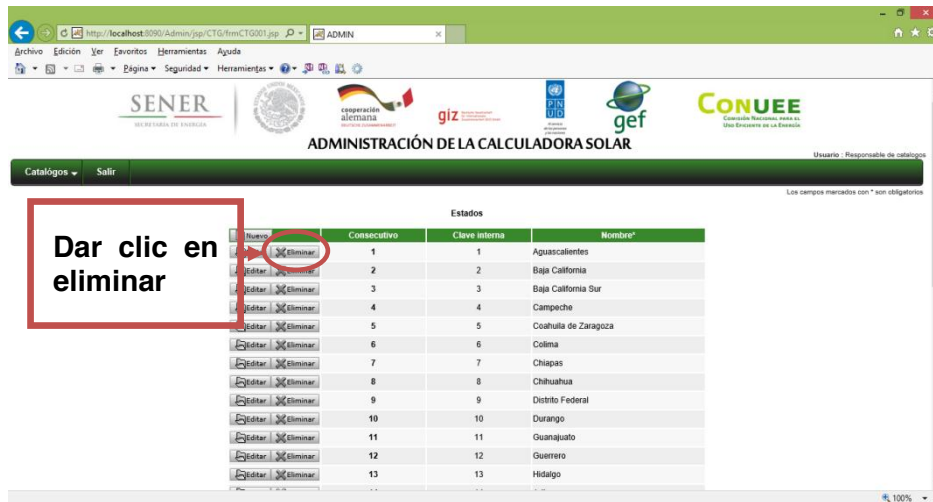 http://localhost:8090/Admin/jsp/CTG/frmCTG001.jsp
ADMIN
Archivo Edición Ver Favoritos Herramientas Ayuda
Página Seguridad Herramientas
SENER
SECRETARÍA DE ENERGÍA
cooperación
alemana
DEUTSCHE ZUSAMMENARBEIT
giz
P N
U D
gef
CONUEE
COMISIÓN NACIONAL PARA EL
USO EFICIENTE DE LA ENERGÍA
ADMINISTRACIÓN DE LA CALCULADORA SOLAR
Usuario : Responsable de catalogos
Catalógos Salir
Los campos marcados con * son obligatorios
Estados
Dar clic en
eliminar
Nuevo Consecutivo Clave interna Nombre*
Eliminar 1 1 Aguascalientes
Editar Eliminar 2 2 Baja California
Editar Eliminar 3 3 Baja California Sur
Editar Eliminar 4 4 Campeche
Editar Eliminar 5 5 Coahuila de Zaragoza
Editar Eliminar 6 6 Colima
Editar Eliminar 7 7 Chiapas
Editar Eliminar 8 8 Chihuahua
Editar Eliminar 9 9 Distrito Federal
Editar Eliminar 10 10 Durango
Editar Eliminar 11 11 Guanajuato
Editar Eliminar 12 12 Guerrero
Editar Eliminar 13 13 Hidalgo
100%